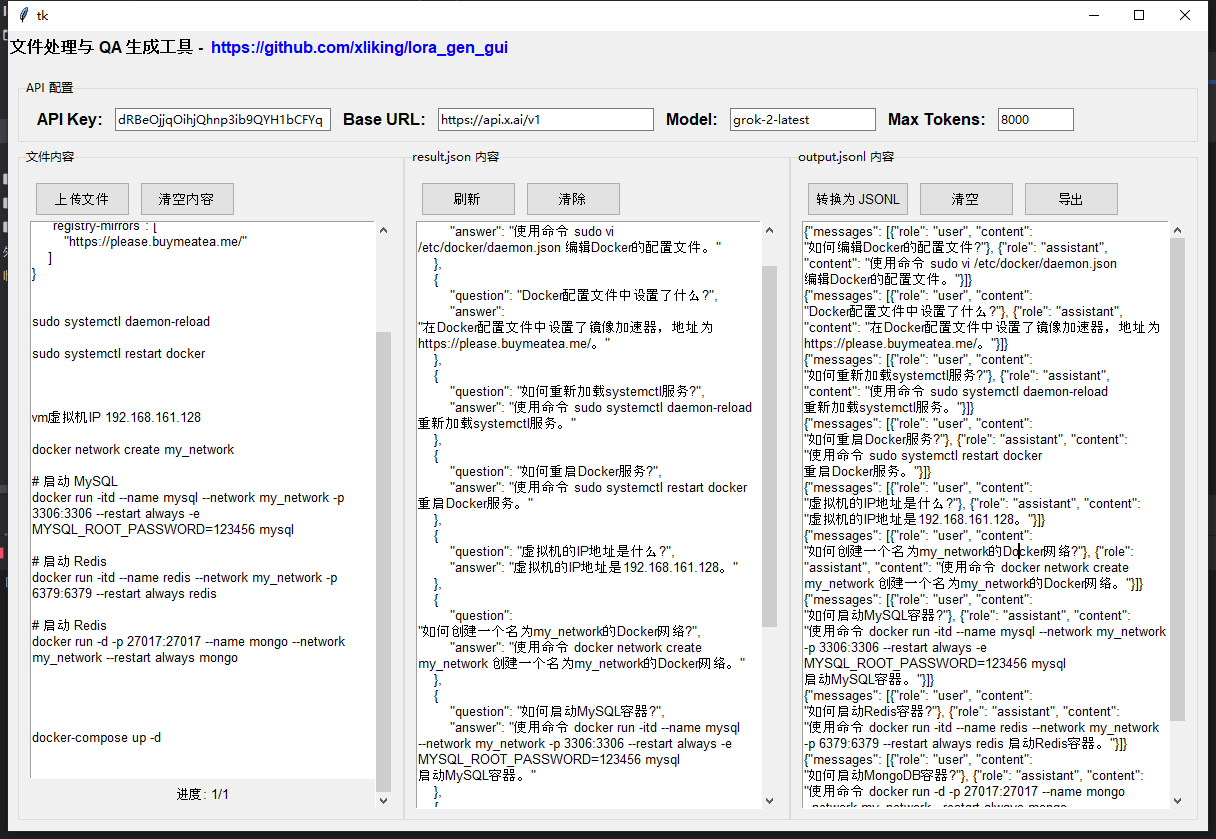 tk
文件处理与 QA 生成工具 - https://github.com/xliking/lora_gen_gui
API 配置
API Key: dRBeOjjqOihjQhnp3ib9QYH1bCFYq Base URL: https://api.x.ai/v1 Model: grok-2-latest Max Tokens: 8000
文件内容
上传文件 清空内容
"registry-mirrors": [
"https://please.buymeatea.me/"
]
}
sudo systemctl daemon-reload
sudo systemctl restart docker
vm虚拟机IP 192.168.161.128
docker network create my_network
# 启动 MySQL
docker run -itd --name mysql --network my_network -p
3306:3306 --restart always -e
MYSQL_ROOT_PASSWORD=123456 mysql
# 启动 Redis
docker run -itd --name redis --network my_network -p
6379:6379 --restart always redis
# 启动 Redis
docker run -d -p 27017:27017 --name mongo --network
my_network --restart always mongo
docker-compose up -d
进度: 1/1
result.json 内容
刷新 清除
"answer": "使用命令 sudo vi
/etc/docker/daemon.json 编辑Docker的配置文件。"
},
{
"question": "Docker配置文件中设置了什么?",
"answer":
"在Docker配置文件中设置了镜像加速器，地址为
https://please.buymeatea.me/。"
},
{
"question": "如何重新加载systemctl服务?",
"answer": "使用命令 sudo systemctl daemon-reload
重新加载systemctl服务。"
},
{
"question": "如何重启Docker服务?",
"answer": "使用命令 sudo systemctl restart docker
重启Docker服务。"
},
{
"question": "虚拟机的IP地址是什么?",
"answer": "虚拟机的IP地址是192.168.161.128。"
},
{
"question":
"如何创建一个名为my_network的Docker网络?",
"answer": "使用命令 docker network create
my_network 创建一个名为my_network的Docker网络。"
},
{
"question": "如何启动MySQL容器?",
"answer": "使用命令 docker run -itd --name mysql
--network my_network -p 3306:3306 --restart always -e
MYSQL_ROOT_PASSWORD=123456 mysql
启动MySQL容器。"
},
{
output.jsonl 内容
转换为 JSONL 清空 导出
{"messages": [{"role": "user", "content":
"如何编辑Docker的配置文件?"}, {"role": "assistant",
"content": "使用命令 sudo vi /etc/docker/daemon.json
编辑Docker的配置文件。"}]}
{"messages": [{"role": "user", "content":
"Docker配置文件中设置了什么?"}, {"role": "assistant",
"content": "在Docker配置文件中设置了镜像加速器，地址为
https://please.buymeatea.me/。"}]}
{"messages": [{"role": "user", "content":
"如何重新加载systemctl服务?"}, {"role": "assistant",
"content": "使用命令 sudo systemctl daemon-reload
重新加载systemctl服务。"}]}
{"messages": [{"role": "user", "content":
"如何重启Docker服务?"}, {"role": "assistant", "content":
"使用命令 sudo systemctl restart docker
重启Docker服务。"}]}
{"messages": [{"role": "user", "content":
"虚拟机的IP地址是什么?"}, {"role": "assistant", "content":
"虚拟机的IP地址是192.168.161.128。"}]}
{"messages": [{"role": "user", "content":
"如何创建一个名为my_network的Docker网络?"}, {"role":
"assistant", "content": "使用命令 docker network create
my_network 创建一个名为my_network的Docker网络。"}]}
{"messages": [{"role": "user", "content":
"如何启动MySQL容器?"}, {"role": "assistant", "content":
"使用命令 docker run -itd --name mysql --network my_network
-p 3306:3306 --restart always -e
MYSQL_ROOT_PASSWORD=123456 mysql
启动MySQL容器。"}]}
{"messages": [{"role": "user", "content":
"如何启动Redis容器?"}, {"role": "assistant", "content":
"使用命令 docker run -itd --name redis --network my_network
-p 6379:6379 --restart always redis 启动Redis容器。"}]}
{"messages": [{"role": "user", "content":
"如何启动MongoDB容器?"}, {"role": "assistant", "content":
"使用命令 docker run -d -p 27017:27017 --name mongo
--network my_network --restart always mongo